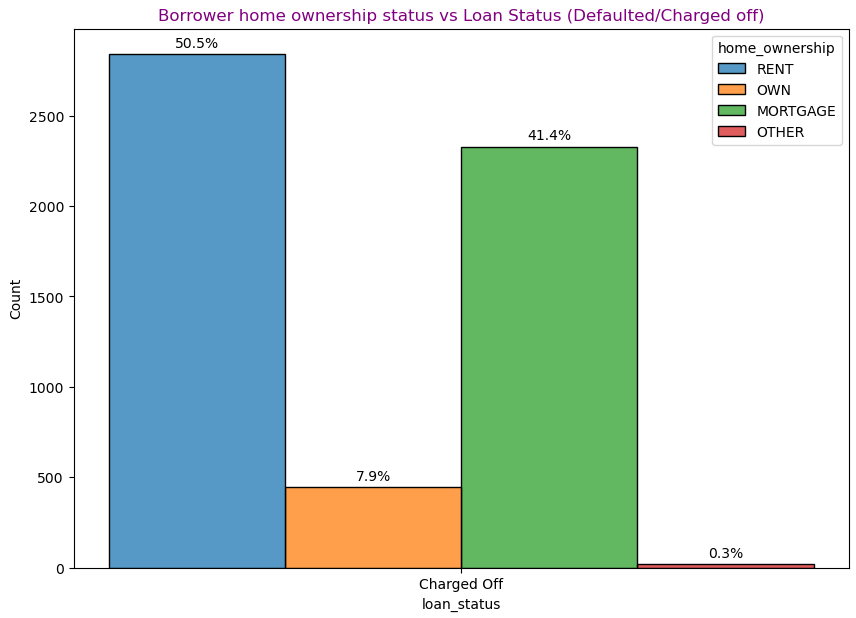 Borrower home ownership status vs Loan Status (Defaulted/Charged off)
50.5%
7.9%
41.4%
0.3%
home_ownership
RENT
OWN
MORTGAGE
OTHER
Count
2500
2000
1500
1000
500
0
Charged Off
loan_status